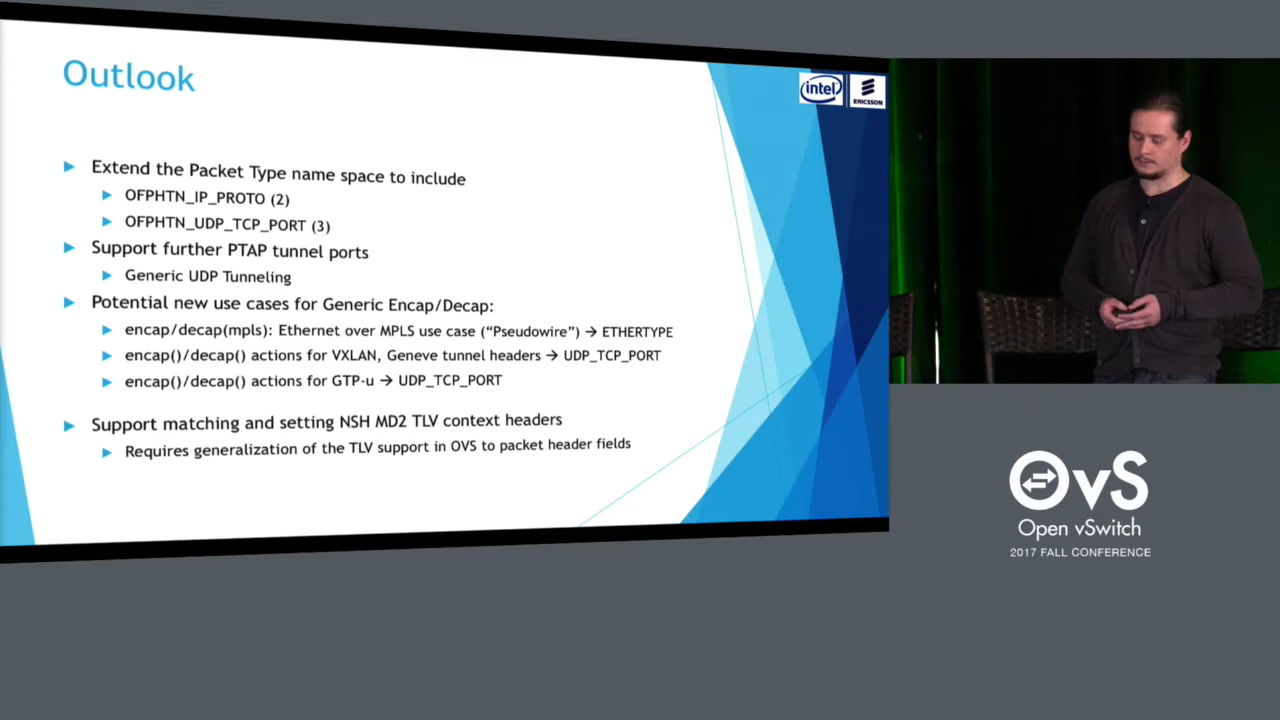 Outlook
intel
ERICSSON
Extend the Packet Type name space to include
OFPHTN_IP_PROTO (2)
OFPHTN_UDP_TCP_PORT (3)
Support further PTAP tunnel ports
Generic UDP Tunneling
Potential new use cases for Generic Encap/Decap:
encap/decap(mpls): Ethernet over MPLS use case (“Pseudowire”) → ETHERTYPE
encap()/decap() actions for VXLAN, Geneve tunnel headers → UDP_TCP_PORT
encap()/decap() actions for GTP-u → UDP_TCP_PORT
Support matching and setting NSH MD2 TLV context headers
Requires generalization of the TLV support in OVS to packet header fields
OvS
Open vSwitch
2017 FALL CONFERENCE